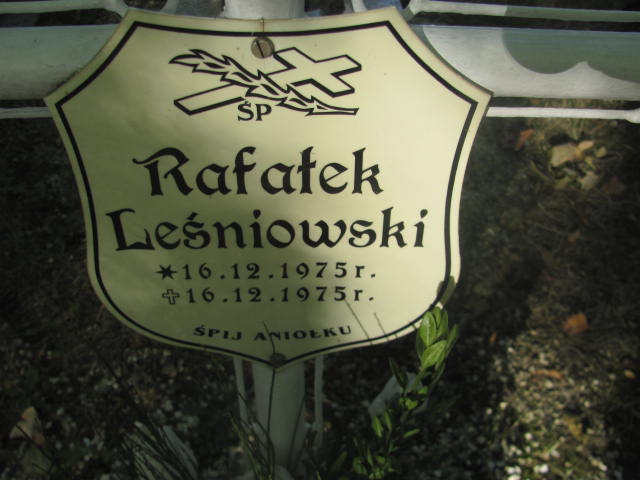 ŚP
Rafałek
Leśniowski
✶16.12.1975r.
✝16.12.1975r.
ŚPIJ ANIOŁKU